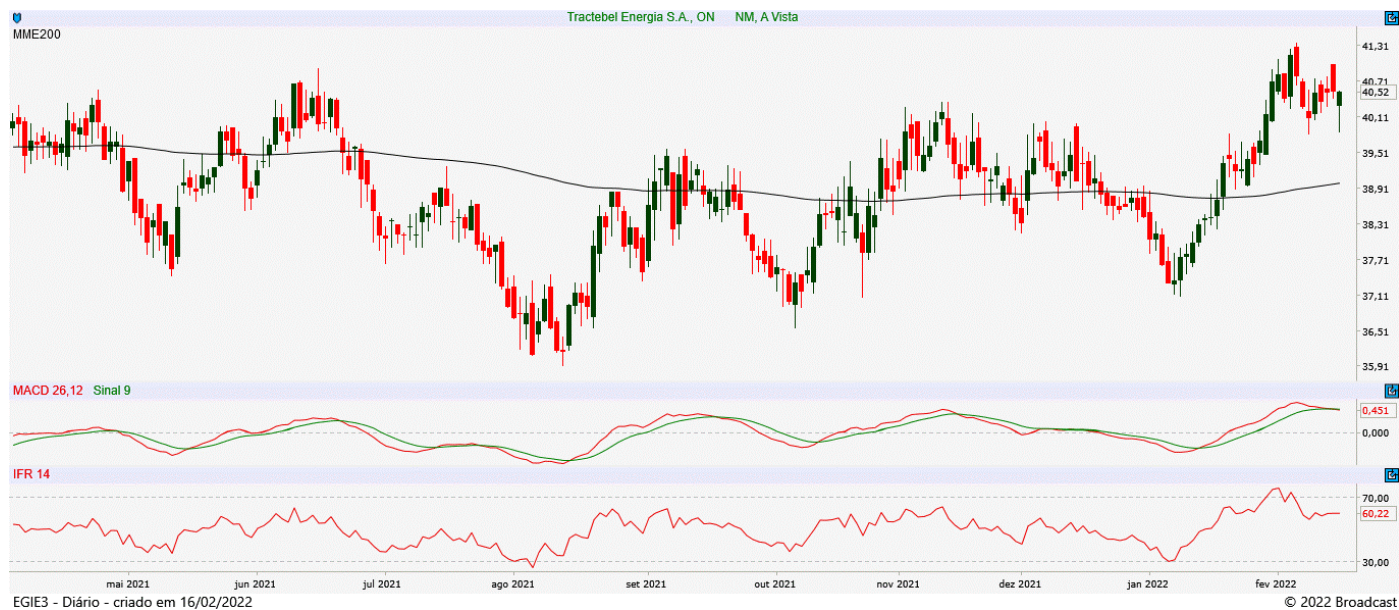 Tractebel Energia S.A., ON NM, A Vista
MME200
41,31
40,71
40,52
40,11
39,51
38,91
38,31
37,71
37,11
36,51
35,91
MACD 26,12 Sinal 9
0,451
0,000
IFR 14
70,00
60,22
30,00
mai 2021 jun 2021 jul 2021 ago 2021 set 2021 out 2021 nov 2021 dez 2021 jan 2022 fev 2022
EGIE3 - Diário - criado em 16/02/2022 © 2022 Broadcast